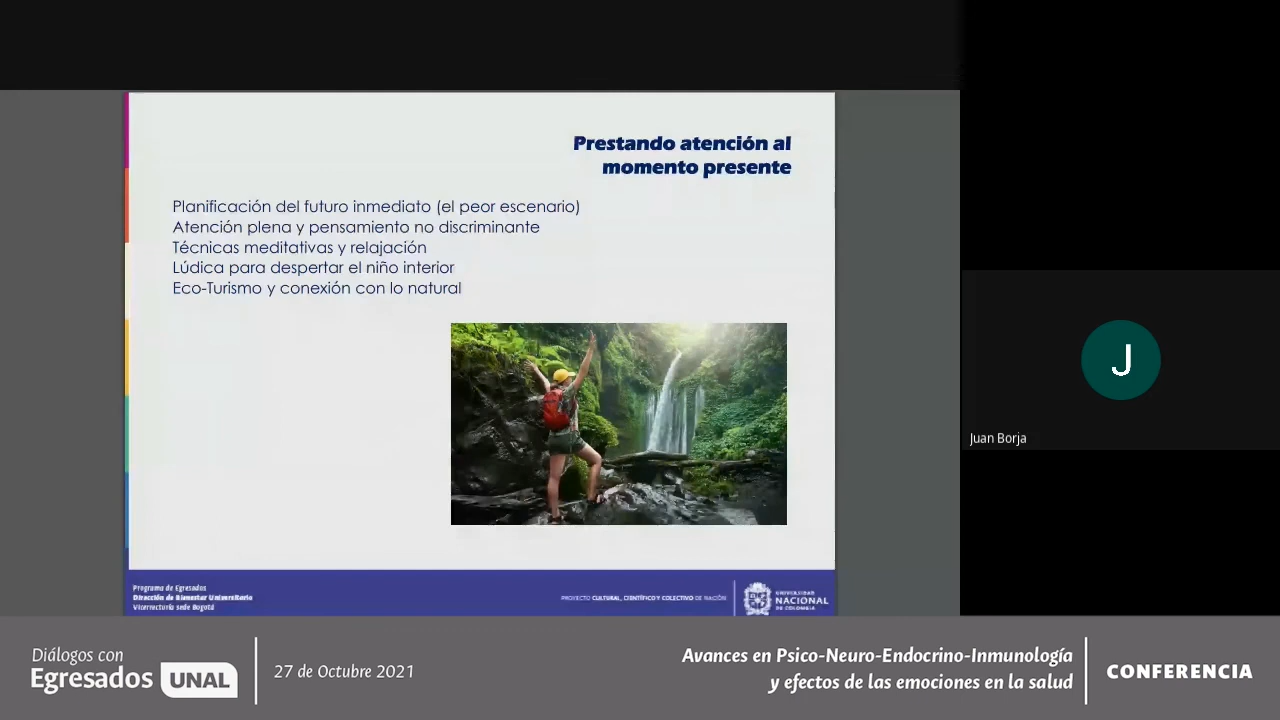 Prestando atención al
momento presente
Planificación del futuro inmediato (el peor escenario)
Atención plena y pensamiento no discriminante
Técnicas meditativas y relajación
Lúdica para despertar el niño interior
Eco-Turismo y conexión con lo natural
J
Juan Borja
Programa de Egresados
Dirección de Bienestar Universitario
Vicerrectoría sede Bogotá
PROYECTO CULTURAL, CIENTÍFICO Y COLECTIVO DE NACIÓN
UNIVERSIDAD
NACIONAL
DE COLOMBIA
Diálogos con
Egresados UNAL
27 de Octubre 2021
Avances en Psico-Neuro-Endocrino-Inmunología
y efectos de las emociones en la salud
CONFERENCIA